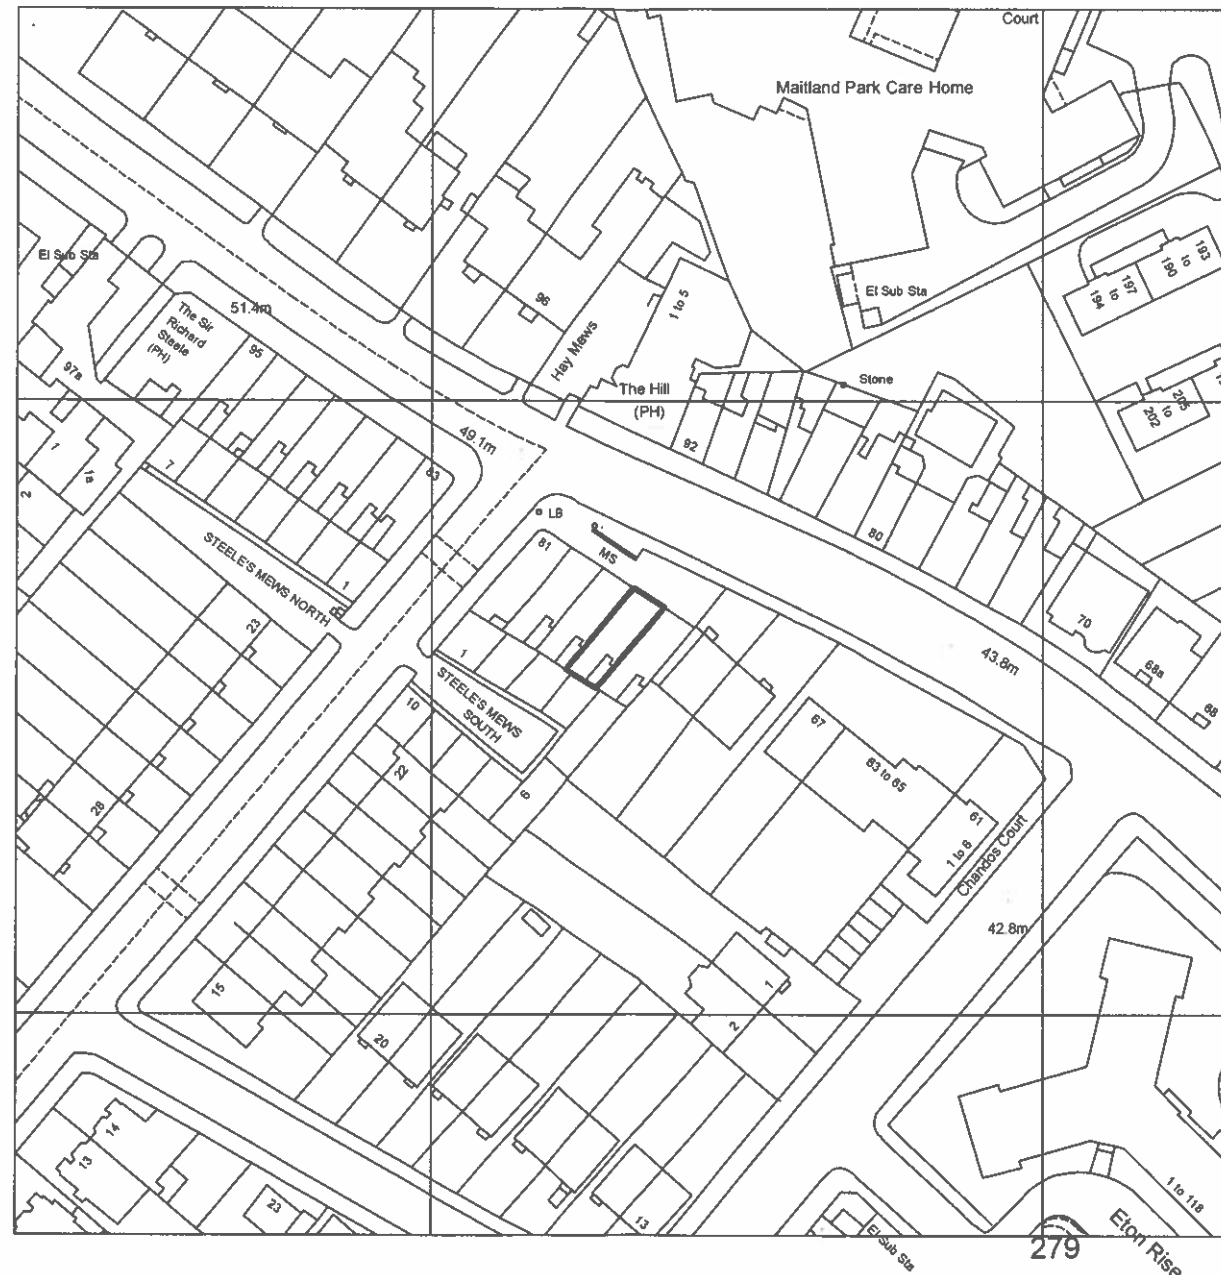 Court
Maitland Park Care Home
El Sub Sta
51.4m
The Sir
Richard
Steele
(PH)
95
97a
96
Hay Mews
1 to 5
The Hill
(PH)
92
Stone
El Sub Sta
193
to
190
197
to
194
205
to
202
49.1m
83
7
7
1a
2
STEELE'S MEWS NORTH
1
LB
MS
81
80
70
68a
68
43.8m
23
1
STEELE'S MEWS
SOUTH
10
22
9
28
67
63 to 65
61
1 to 8
Chandos Court
42.8m
15
20
1
2
14
13
23
13
El Sub Sta
1 to 118
Eton Rise
279